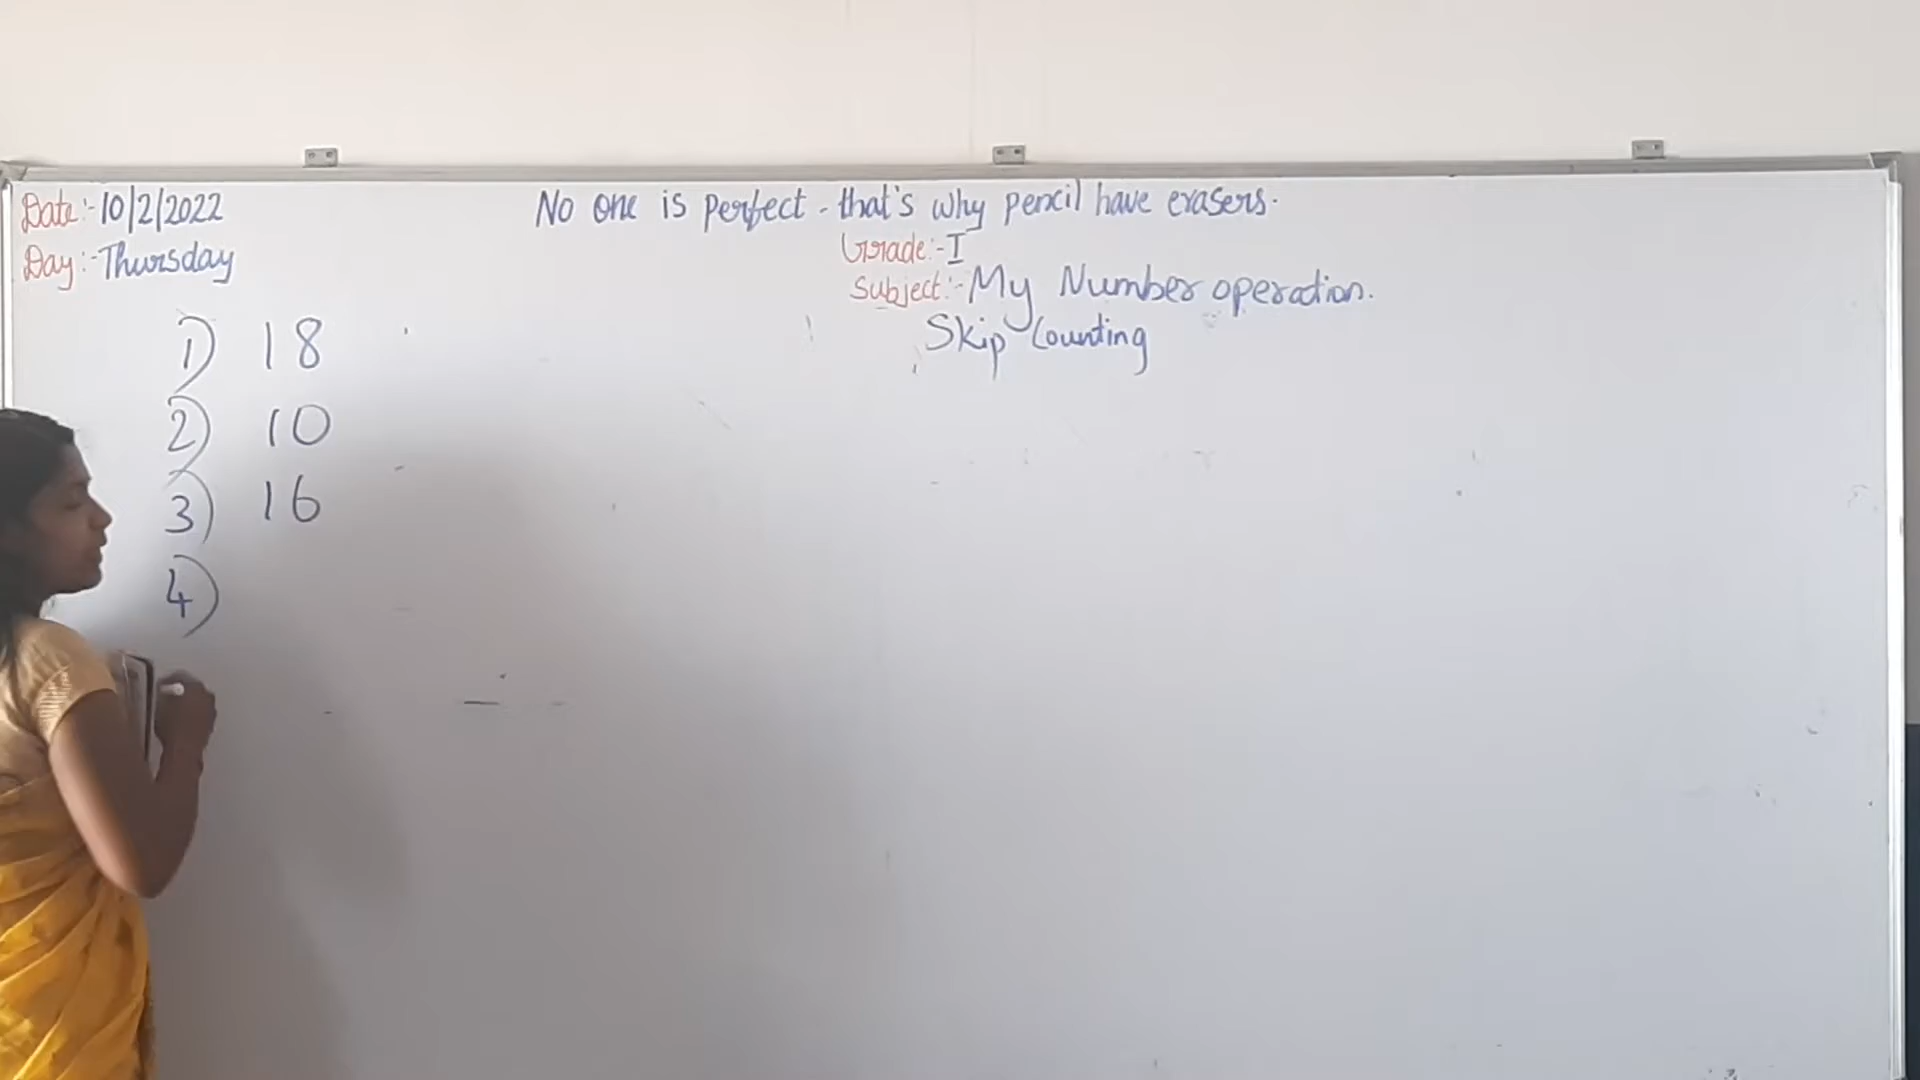 No one is perfect - that's why pencil have erasers.
Date:- 10/2/2022
Day:- Thursday
Grade:- I
Subject:- My Number operation.
Skip Counting
1) 18
2) 10
3) 16
4)